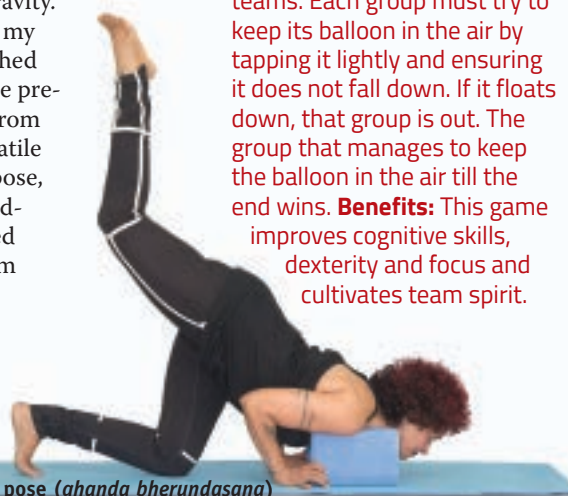 avity.
my
hed
e pre-
rom
atile
ose,
d-
ed
m
teams. Each group must try to
keep its balloon in the air by
tapping it lightly and ensuring
it does not fall down. If it floats
down, that group is out. The
group that manages to keep
the balloon in the air till the
end wins. Benefits: This game
improves cognitive skills,
dexterity and focus and
cultivates team spirit.
pose (ghanda bherundasana)